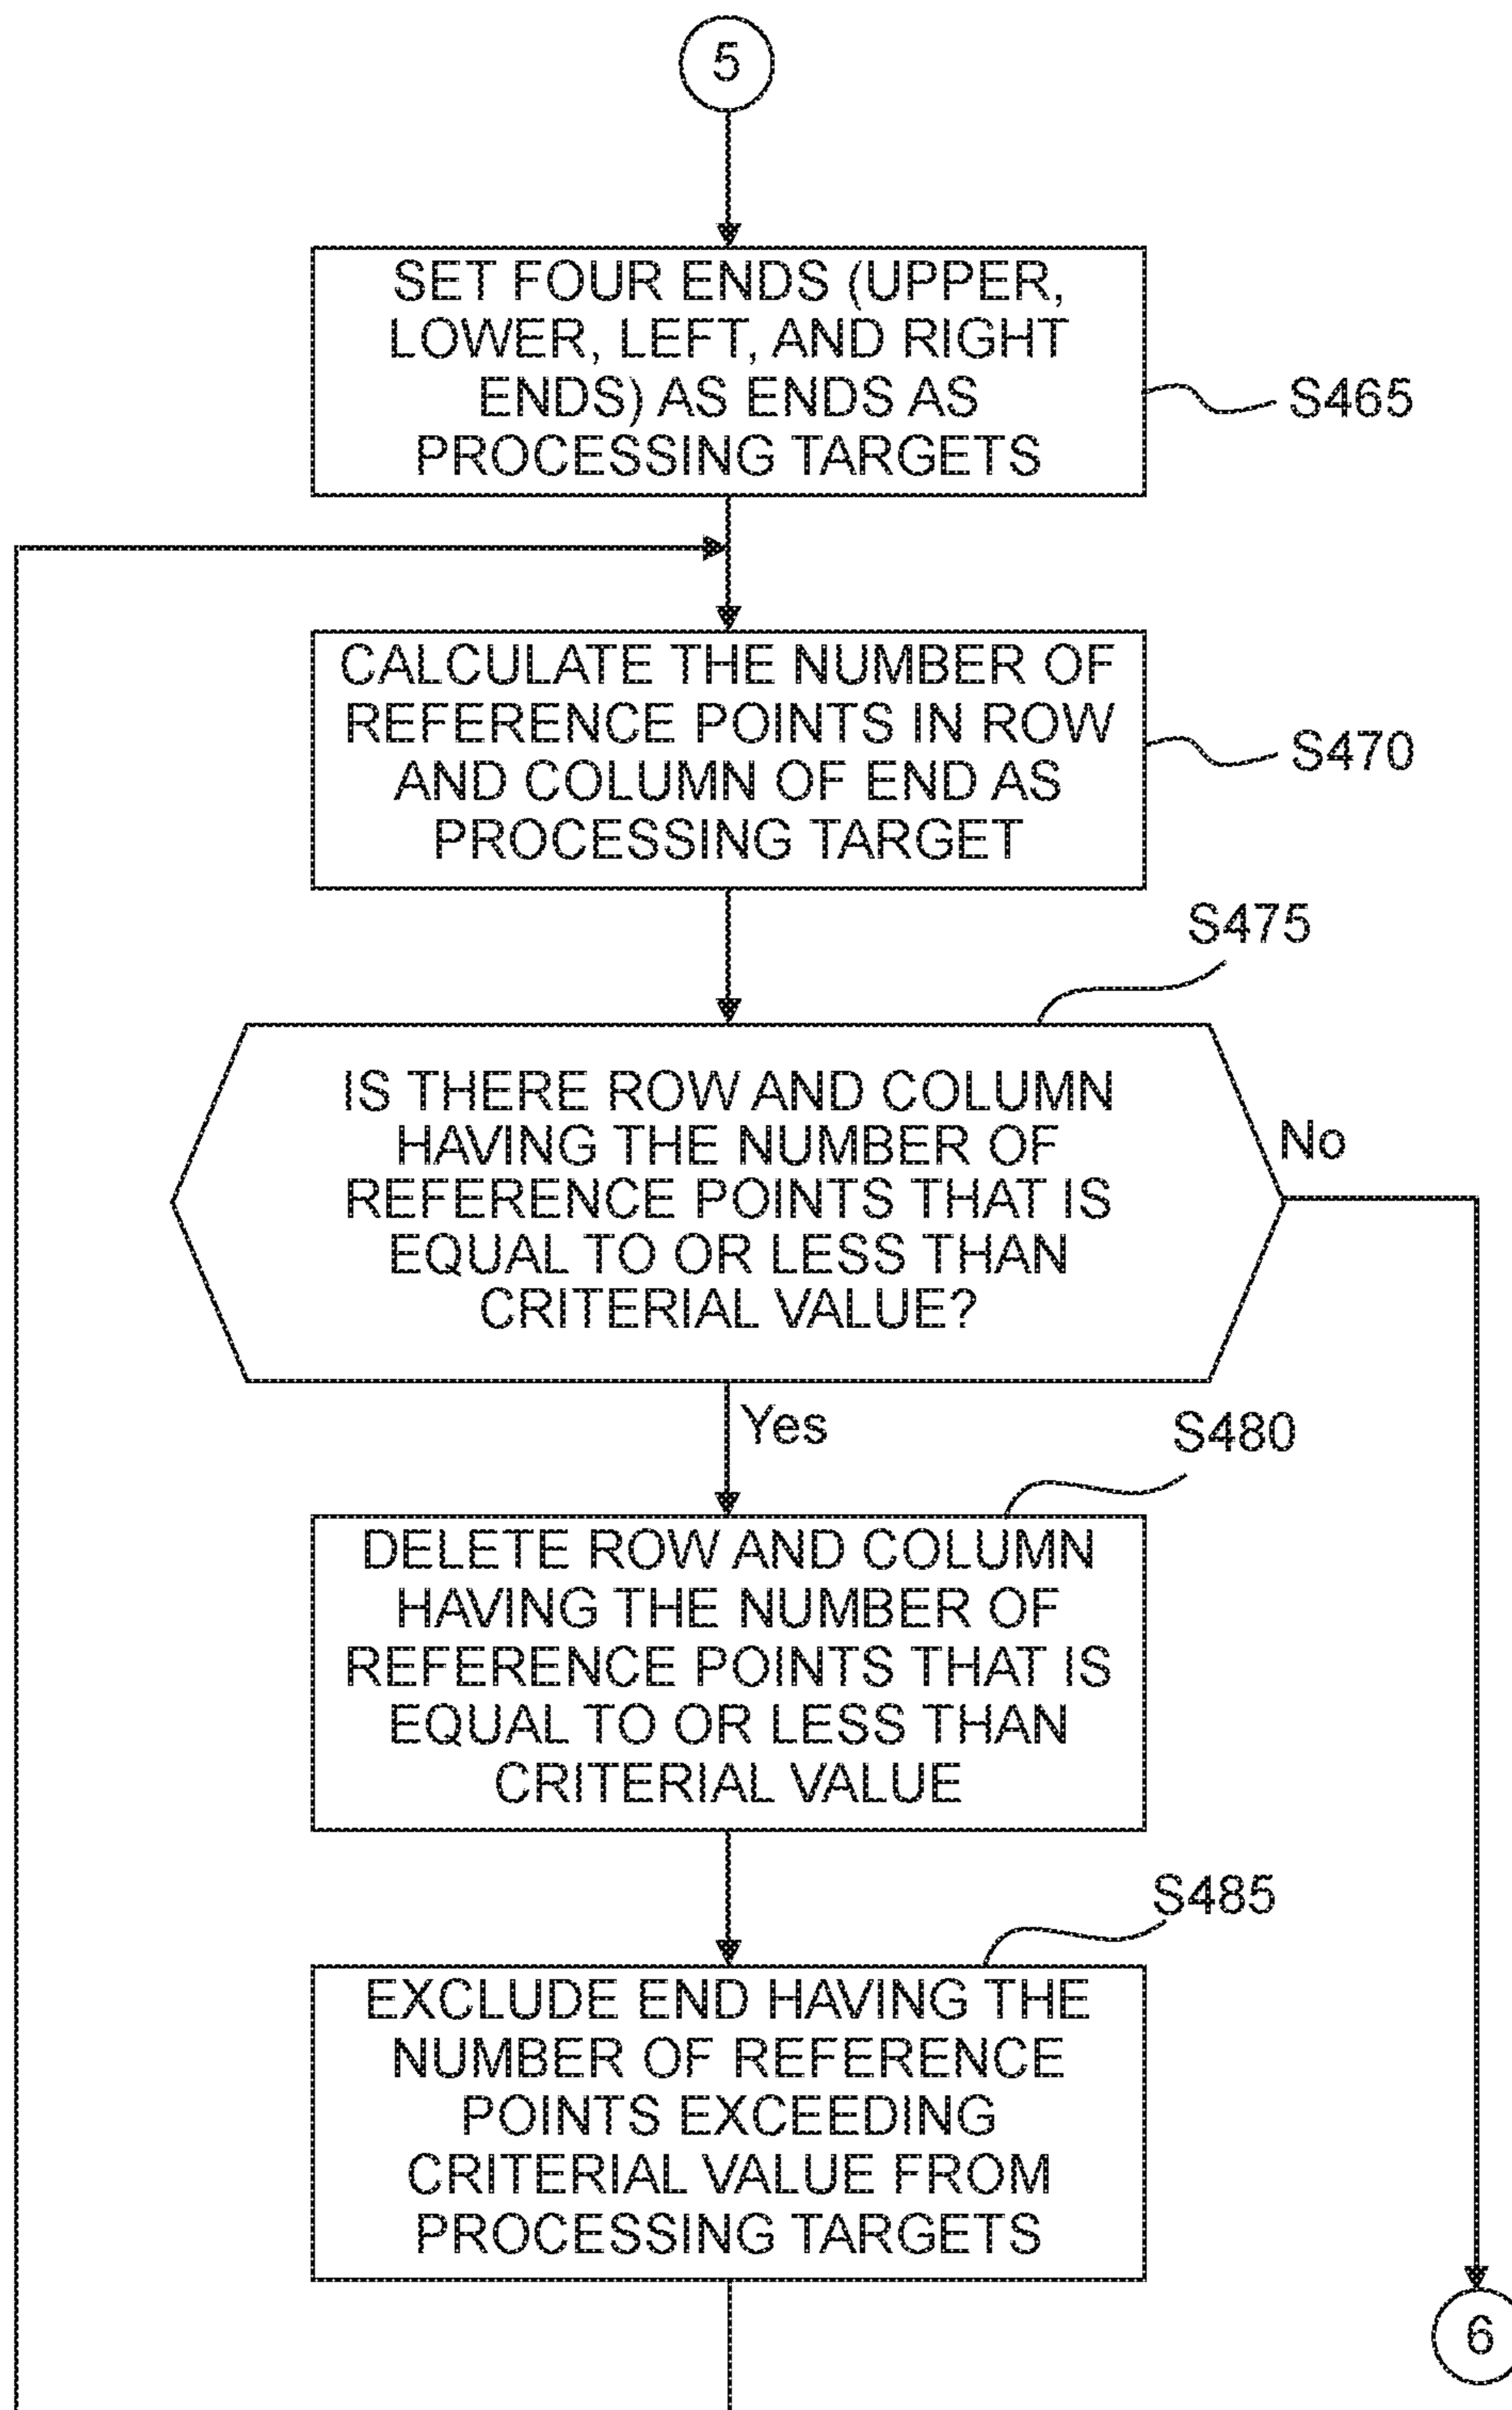 5
SET FOUR ENDS (UPPER,
LOWER, LEFT, AND RIGHT
ENDS) AS ENDS AS
PROCESSING TARGETS
S465
CALCULATE THE NUMBER OF
REFERENCE POINTS IN ROW
AND COLUMN OF END AS
PROCESSING TARGET
S470
S475
IS THERE ROW AND COLUMN
HAVING THE NUMBER OF
REFERENCE POINTS THAT IS
EQUAL TO OR LESS THAN
CRITERIAL VALUE?
No
Yes
S480
DELETE ROW AND COLUMN
HAVING THE NUMBER OF
REFERENCE POINTS THAT IS
EQUAL TO OR LESS THAN
CRITERIAL VALUE
S485
EXCLUDE END HAVING THE
NUMBER OF REFERENCE
POINTS EXCEEDING
CRITERIAL VALUE FROM
PROCESSING TARGETS
6